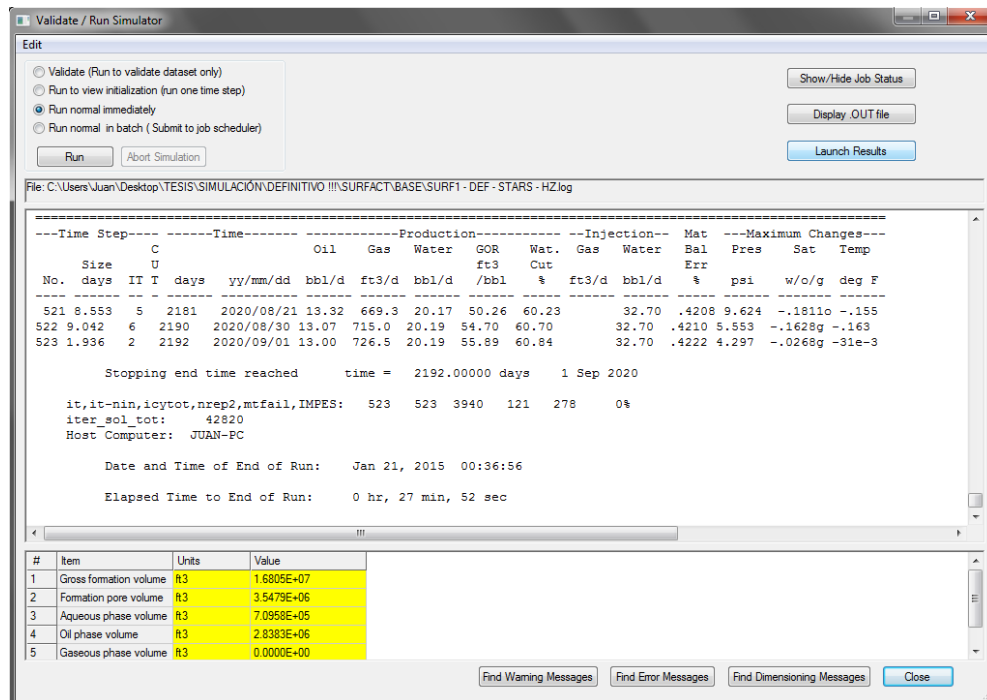 Validate / Run Simulator
Edit
Validate (Run to validate dataset only)
Run to view initialization (run one time step)
Run normal immediately
Run normal in batch ( Submit to job scheduler)
Run Abort Simulation
Show/Hide Job Status
Display .OUT file
Launch Results
File: C:\Users\Juan\Desktop\TESIS\SIMULACIÓN\DEFINITIVO !!!\SURFACT\BASE\SURF1 - DEF - STARS - HZ.log
==============================================================================================================
---Time Step---- ------Time------- ------------Production----------- --Injection-- Mat ---Maximum Changes---
C Oil Gas Water GOR Wat. Gas Water Bal Pres Sat Temp
Size U ft3 Cut Err
No. days IT T days yy/mm/dd bbl/d ft3/d bbl/d /bbl % ft3/d bbl/d % psi w/o/g deg F
---- ----- -- - ------ -------- ----- ------ ------ ------ ----- ------ ------ ----- ----- ------- -----
521 8.553 5 2181 2020/08/21 13.32 669.3 20.17 50.26 60.23 32.70 .4208 9.624 -.1811o -.155
522 9.042 6 2190 2020/08/30 13.07 715.0 20.19 54.70 60.70 32.70 .4210 5.553 -.1628g -.163
523 1.936 2 2192 2020/09/01 13.00 726.5 20.19 55.89 60.84 32.70 .4222 4.297 -.0268g -31e-3
Stopping end time reached time = 2192.00000 days 1 Sep 2020
it,it-nin,icytot,nrep2,mtfail,IMPES: 523 523 3940 121 278 0%
iter_sol_tot: 42820
Host Computer: JUAN-PC
Date and Time of End of Run: Jan 21, 2015 00:36:56
Elapsed Time to End of Run: 0 hr, 27 min, 52 sec
# Item Units Value
1 Gross formation volume ft3 1.6805E+07
2 Formation pore volume ft3 3.5479E+06
3 Aqueous phase volume ft3 7.0958E+05
4 Oil phase volume ft3 2.8383E+06
5 Gaseous phase volume ft3 0.0000E+00
Find Warning Messages Find Error Messages Find Dimensioning Messages Close